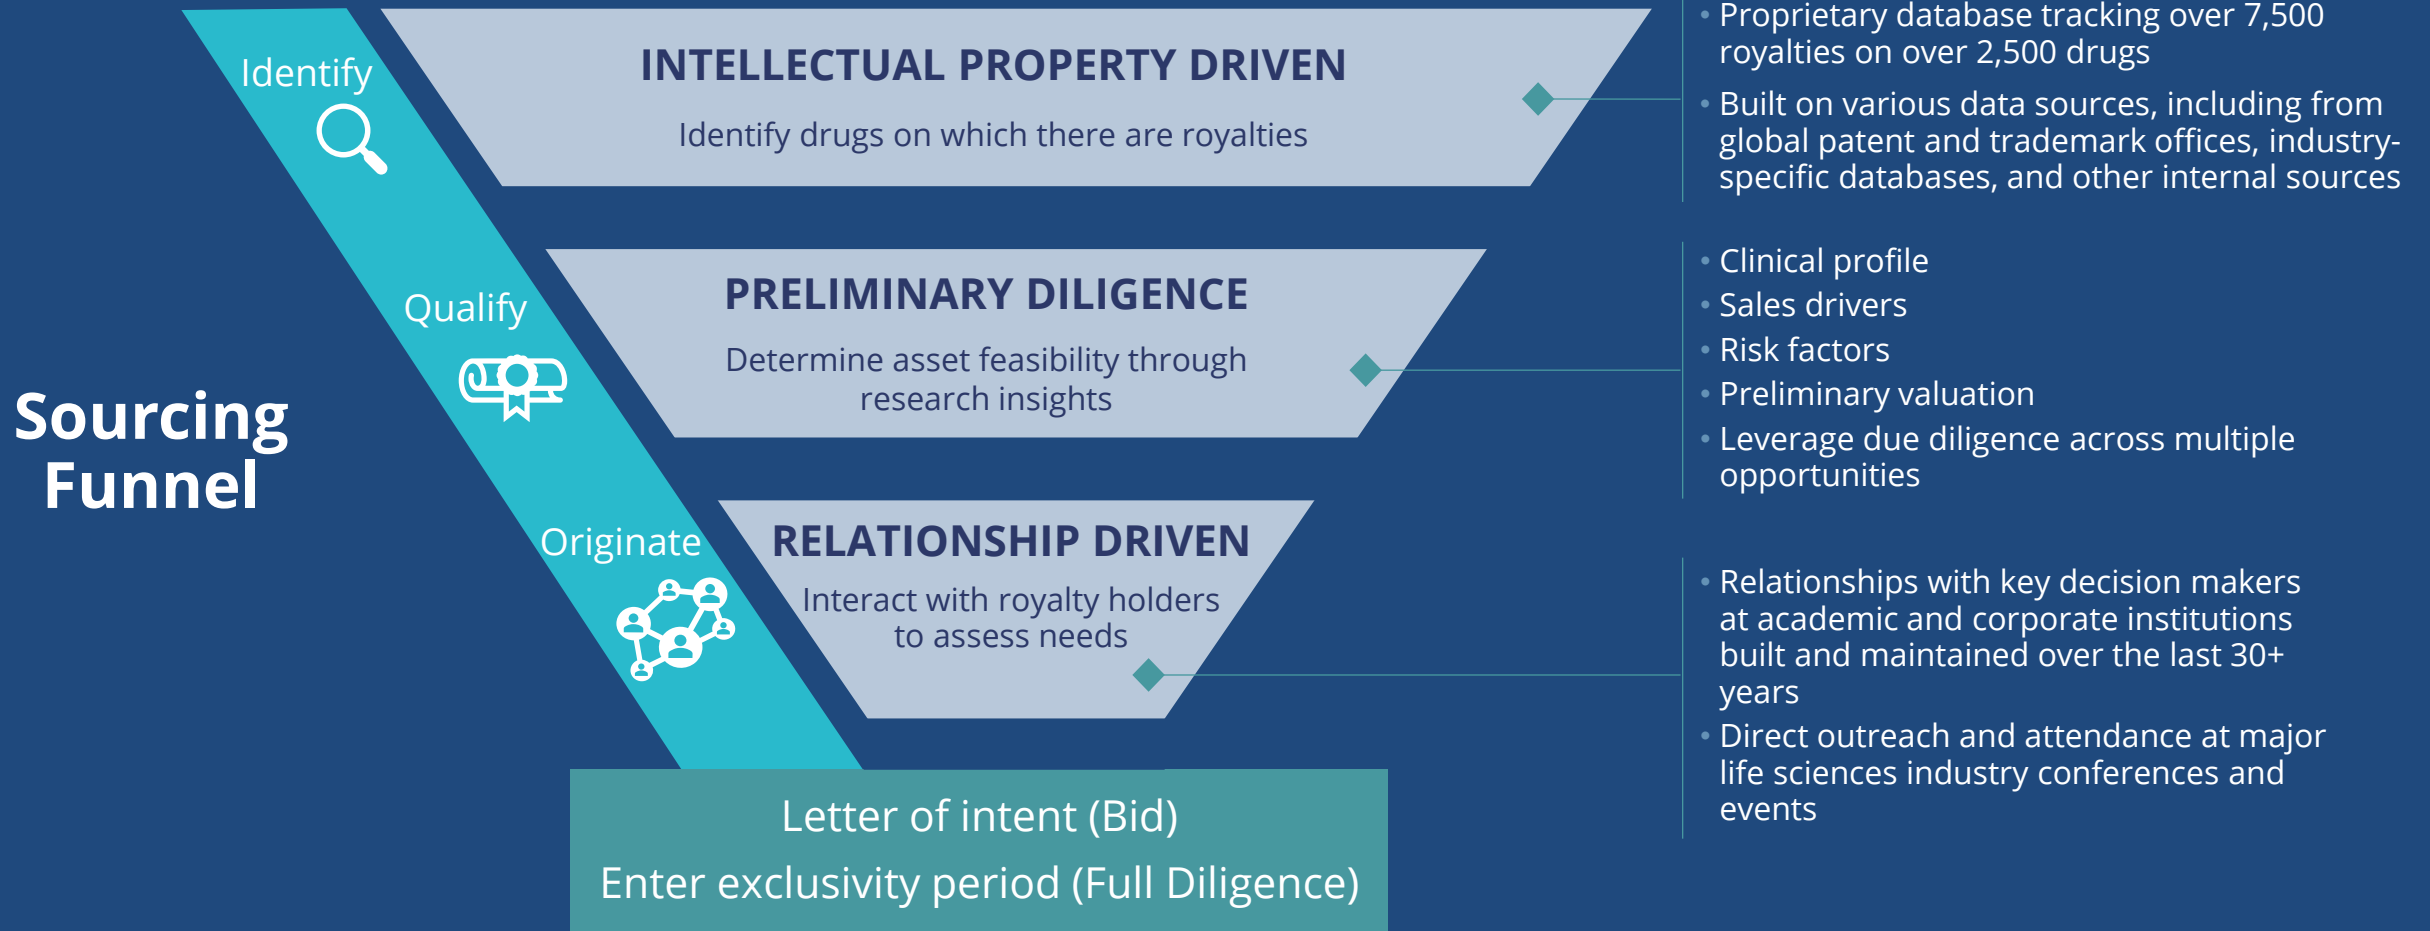 Sourcing
Funnel
Identify
INTELLECTUAL PROPERTY DRIVEN
Identify drugs on which there are royalties
• Proprietary database tracking over 7,500
royalties on over 2,500 drugs
• Built on various data sources, including from
global patent and trademark offices, industry-
specific databases, and other internal sources
Qualify
PRELIMINARY DILIGENCE
Determine asset feasibility through
research insights
• Clinical profile
• Sales drivers
• Risk factors
• Preliminary valuation
• Leverage due diligence across multiple
opportunities
Originate
RELATIONSHIP DRIVEN
Interact with royalty holders
to assess needs
• Relationships with key decision makers
at academic and corporate institutions
built and maintained over the last 30+
years
• Direct outreach and attendance at major
life sciences industry conferences and
events
Letter of intent (Bid)
Enter exclusivity period (Full Diligence)